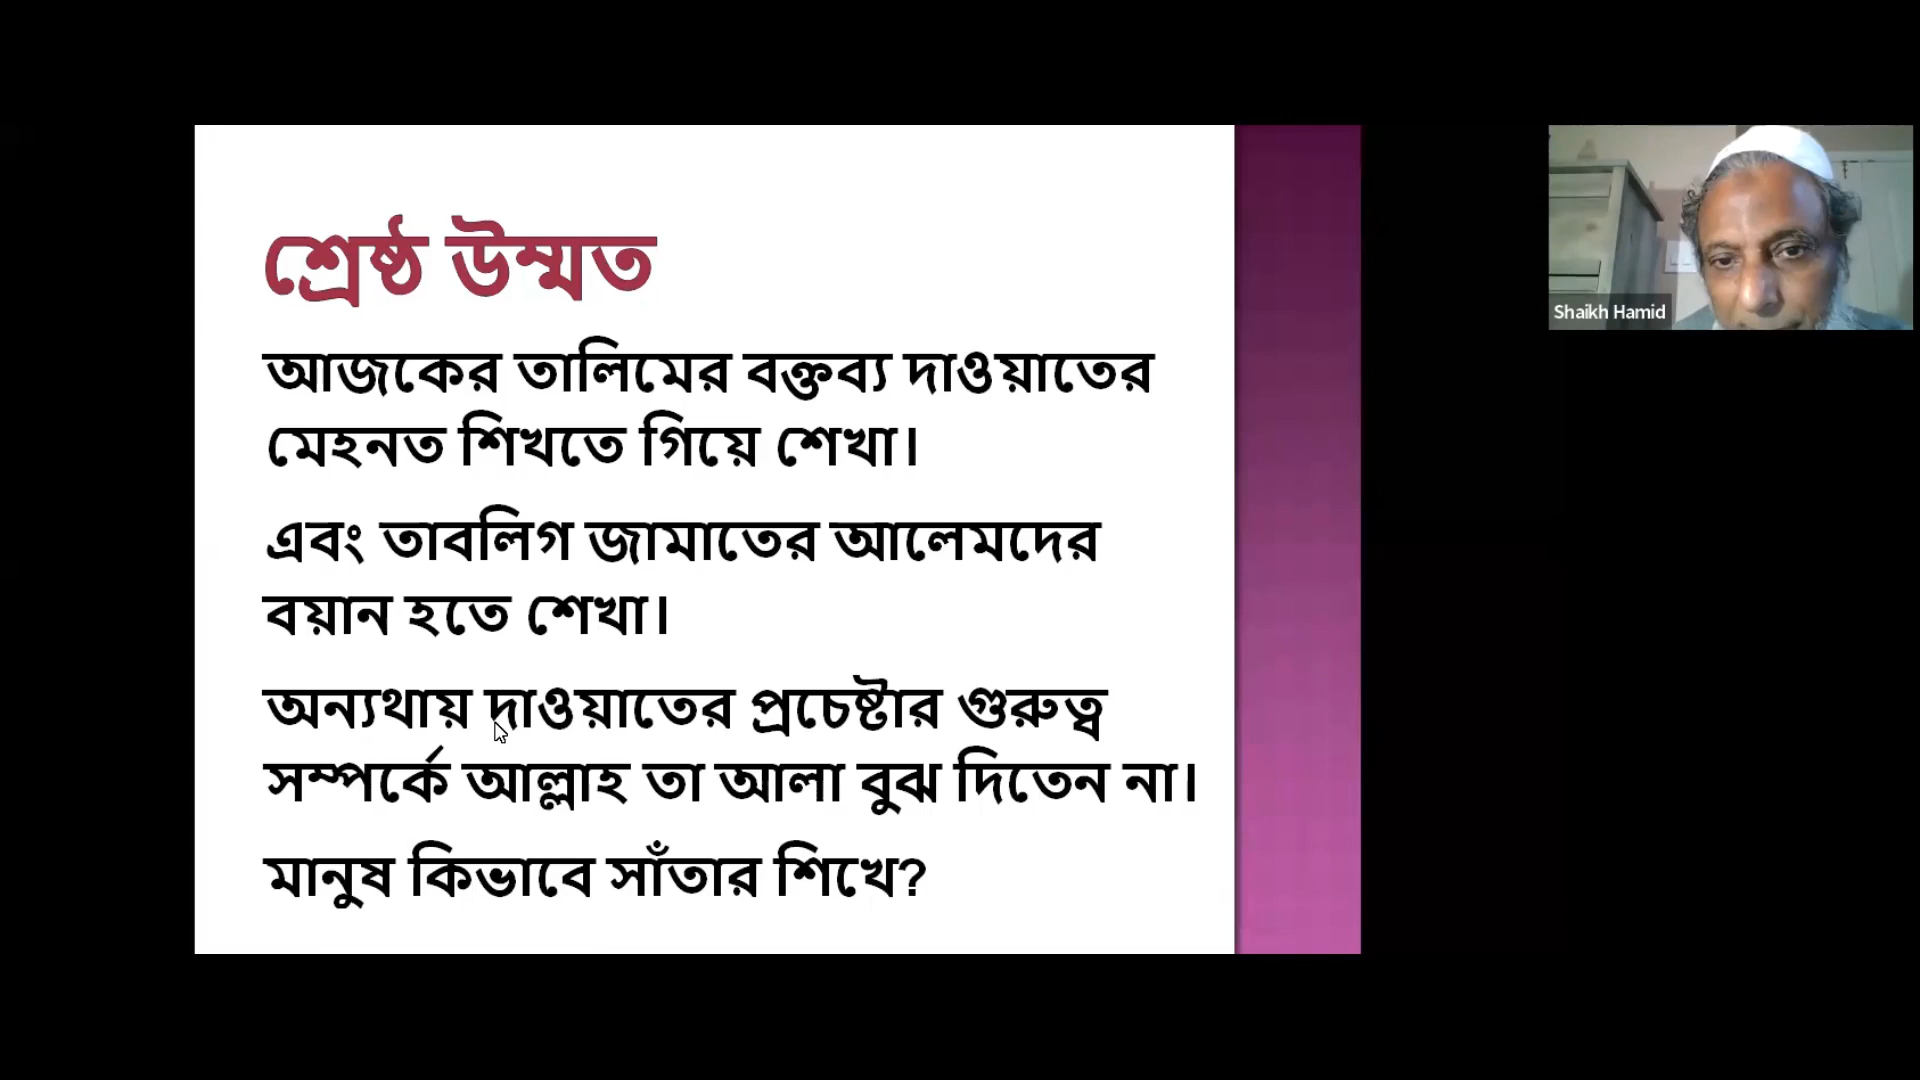 শ্রেষ্ঠ উম্মত
আজকের তালিমের বক্তব্য দাওয়াতের
মেহনত শিখতে গিয়ে শেখা।
এবং তাবলিগ জামাতের আলেমদের
বয়ান হতে শেখা।
অন্যথায় দাওয়াতের প্রচেষ্টার গুরুত্ব
সম্পর্কে আল্লাহ তা আলা বুঝ দিতেন না।
মানুষ কিভাবে সাঁতার শিখে?
Shaikh Hamid